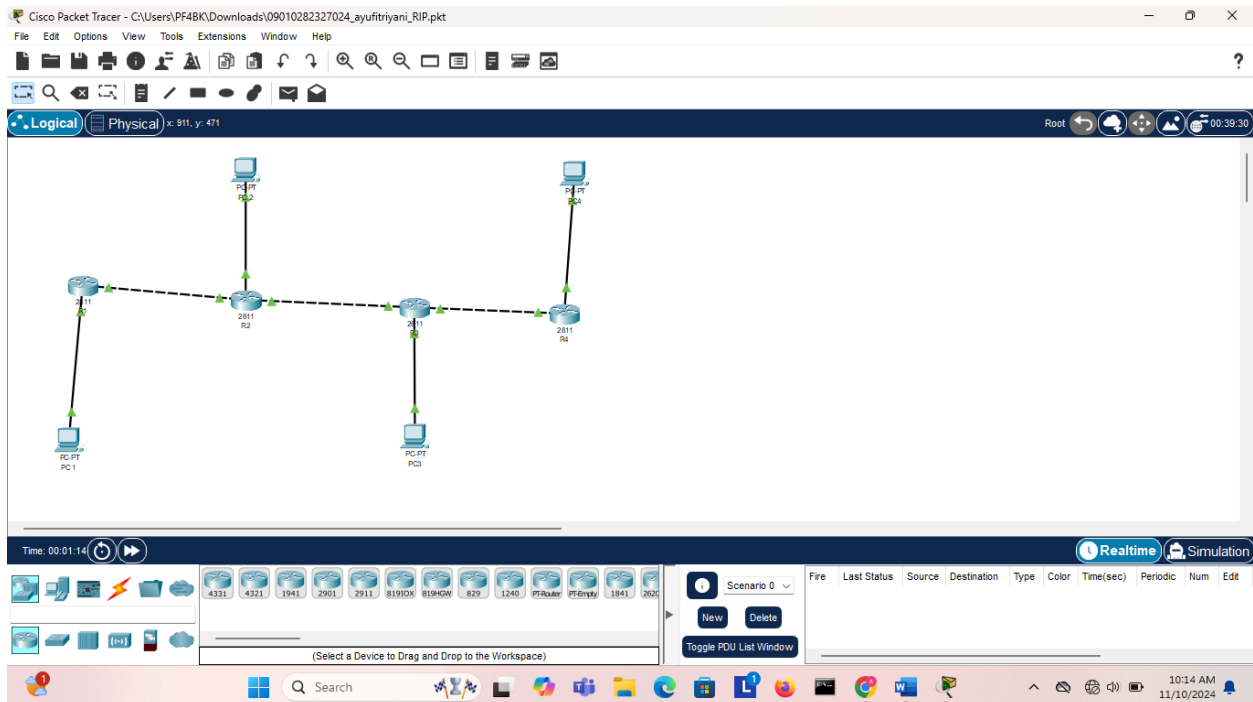 Cisco Packet Tracer - C:\Users\PF4BK\Downloads\09010282327024_ayufitriyani_RIP.pkt
File Edit Options View Tools Extensions Window Help
?
Logical Physical x: 911, y: 471 Root 00:39:30
PC-PT
PC-PT
PC4
2811
2811
R2
2811
2811
R4
PC-PT
PC 1
PC-PT
PC3
Time: 00:01:14 Realtime Simulation
4331 4321 1941 2901 2911 819IOX 819HGW 829 1240 PT-Router PT-Empty 1841 2620
(Select a Device to Drag and Drop to the Workspace)
Scenario 0
New Delete
Toggle PDU List Window
Fire Last Status Source Destination Type Color Time(sec) Periodic Num Edit
1 Search 1 10:14 AM
11/10/2024